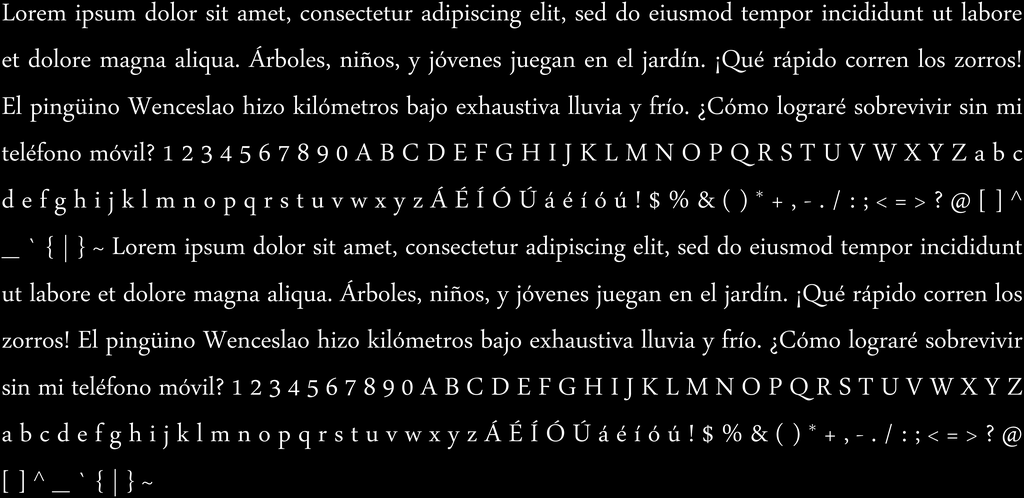 Lorem ipsum dolor sit amet, consectetur adipiscing elit, sed do eiusmod tempor incididunt ut labore
et dolore magna aliqua. Árboles, niños, y jóvenes juegan en el jardín. ¡Qué rápido corren los zorros!
El pingüino Wenceslao hizo kilómetros bajo exhaustiva lluvia y frío. ¿Cómo lograré sobrevivir sin mi
teléfono móvil? 1 2 3 4 5 6 7 8 9 0 A B C D E F G H I J K L M N O P Q R S T U V W X Y Z a b c
d e f g h i j k l m n o p q r s t u v w x y z Á É Í Ó Ú á é í ó ú ! $ % & ( ) * + , - . / : ; < = > ? @ [ ] ^
_ ` { | } ~ Lorem ipsum dolor sit amet, consectetur adipiscing elit, sed do eiusmod tempor incididunt
ut labore et dolore magna aliqua. Árboles, niños, y jóvenes juegan en el jardín. ¡Qué rápido corren los
zorros! El pingüino Wenceslao hizo kilómetros bajo exhaustiva lluvia y frío. ¿Cómo lograré sobrevivir
sin mi teléfono móvil? 1 2 3 4 5 6 7 8 9 0 A B C D E F G H I J K L M N O P Q R S T U V W X Y Z
a b c d e f g h i j k l m n o p q r s t u v w x y z Á É Í Ó Ú á é í ó ú ! $ % & ( ) * + , - . / : ; < = > ? @
[ ] ^ _ ` { | } ~